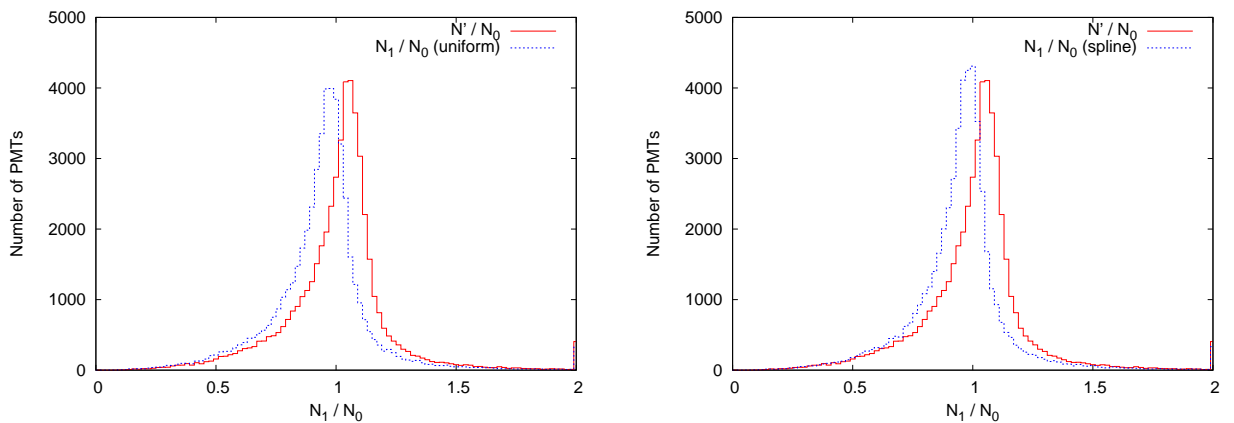 5000
4000
3000
2000
1000
0
Number of PMTs
N' / N0
N1 / N0 (uniform)
0 0.5 1 1.5 2
N1 / N0
5000
4000
3000
2000
1000
0
Number of PMTs
N' / N0
N1 / N0 (spline)
0 0.5 1 1.5 2
N1 / N0